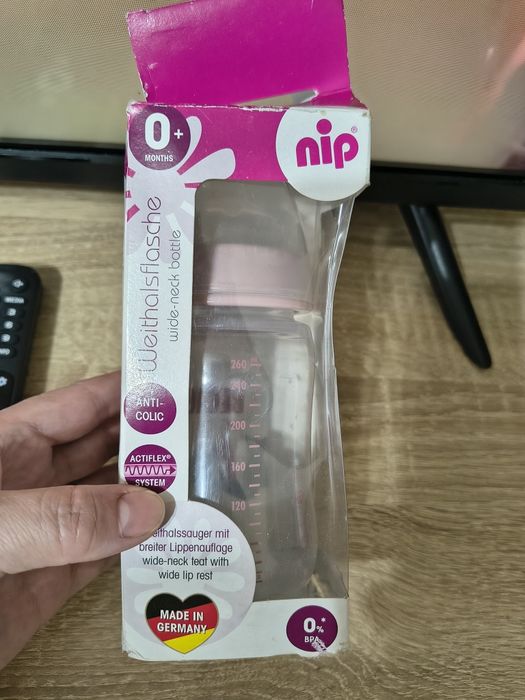 0+
MONTHS
nip®
Weithalsflasche
wide-neck bottle
260
240
200
160
120
ANTI-
COLIC
ACTIFLEX®
SYSTEM
Weithalssauger mit
breiter Lippenauflage
wide-neck teat with
wide lip rest
MADE IN
GERMANY
0%*
BPA